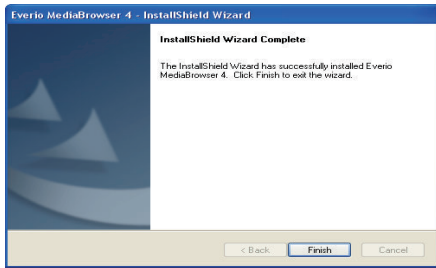 Everio MediaBrowser 4 - InstallShield Wizard
InstallShield Wizard Complete
The InstallShield Wizard has successfully installed Everio
MediaBrowser 4. Click Finish to exit the wizard.
< Back Finish Cancel